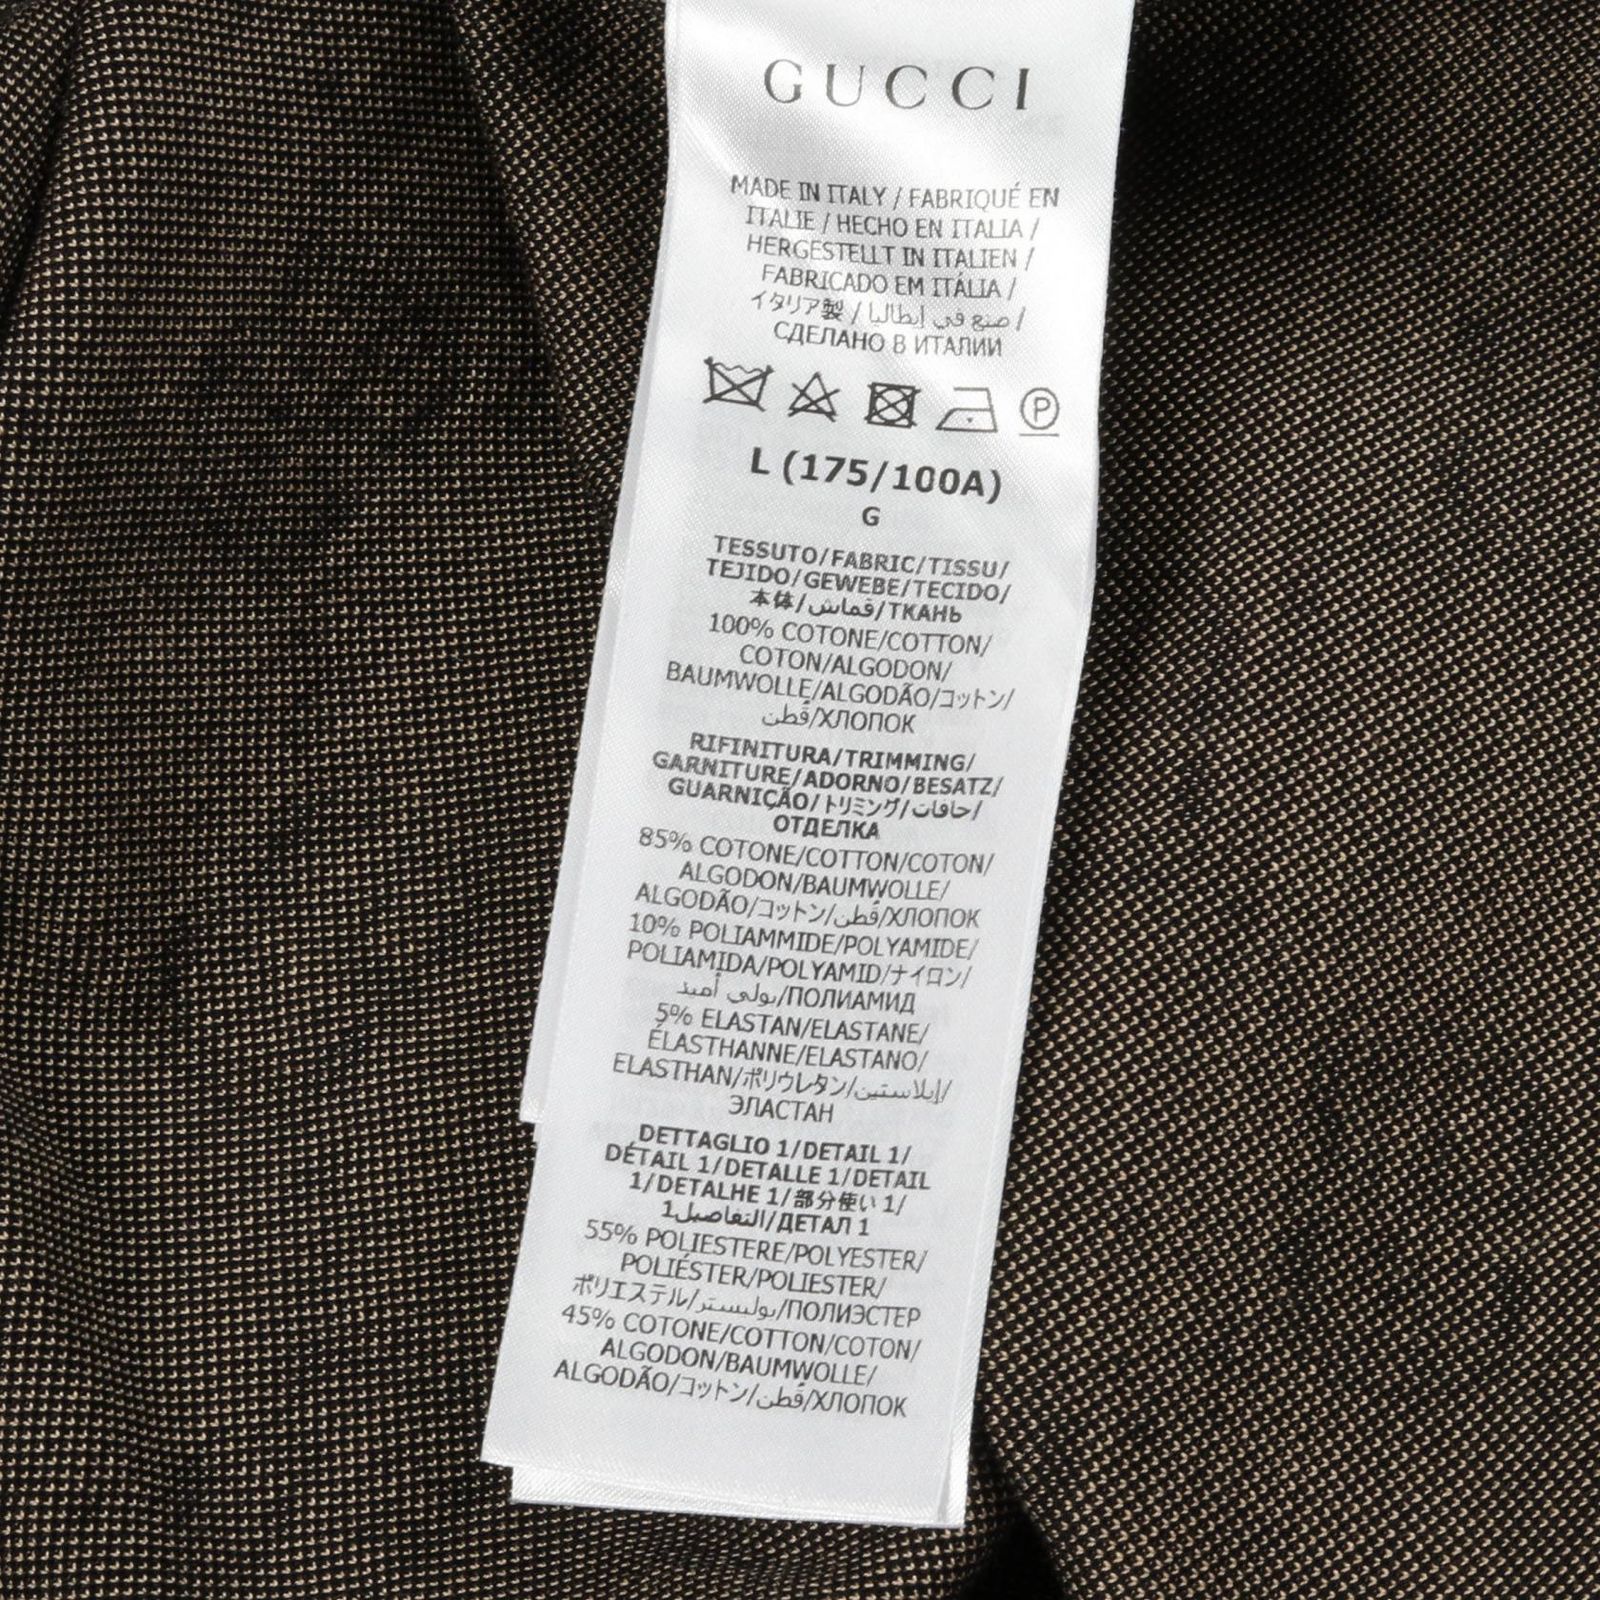 GUCCI
MADE IN ITALY / FABRIQUÉ EN
ITALIE / HECHO EN ITALIA /
HERGESTELLT IN ITALIEN /
FABRICADO EM ITÁLIA /
イタリア製 / صنع في إيطاليا /
СДЕЛАНО В ИТАЛИИ
P
L (175/100A)
G
TESSUTO/FABRIC/TISSU/
TEJIDO/GEWEBE/TECIDO/
本体/قماش/ТКАНЬ
100% COTONE/COTTON/
COTON/ALGODON/
BAUMWOLLE/ALGODÃO/コットン/
قُطن/ХЛОПОК
RIFINITURA/TRIMMING/
GARNITURE/ADORNO/BESATZ/
GUARNIÇÃO/トリミング/حافات/
ОТДЕЛКА
85% COTONE/COTTON/COTON/
ALGODON/BAUMWOLLE/
ALGODÃO/コットン/قُطن/ХЛОПОК
10% POLIAMMIDE/POLYAMIDE/
POLIAMIDA/POLYAMID/ナイロン/
بولي أميد/ПОЛИАМИД
5% ELASTAN/ELASTANE/
ÉLASTHANNE/ELASTANO/
ELASTHAN/ポリウレタン/إيلاستين/
ЭЛАСТАН
DETTAGLIO 1/DETAIL 1/
DÉTAIL 1/DETALLE 1/DETAIL
1/DETALHE 1/部分使い 1/
التفاصيل1/ДЕТАЛ 1
55% POLIESTERE/POLYESTER/
POLIÉSTER/POLIESTER/
ポリエステル/بوليستر/ПОЛИЭСТЕР
45% COTONE/COTTON/COTON/
ALGODON/BAUMWOLLE/
ALGODÃO/コットン/قُطن/ХЛОПОК